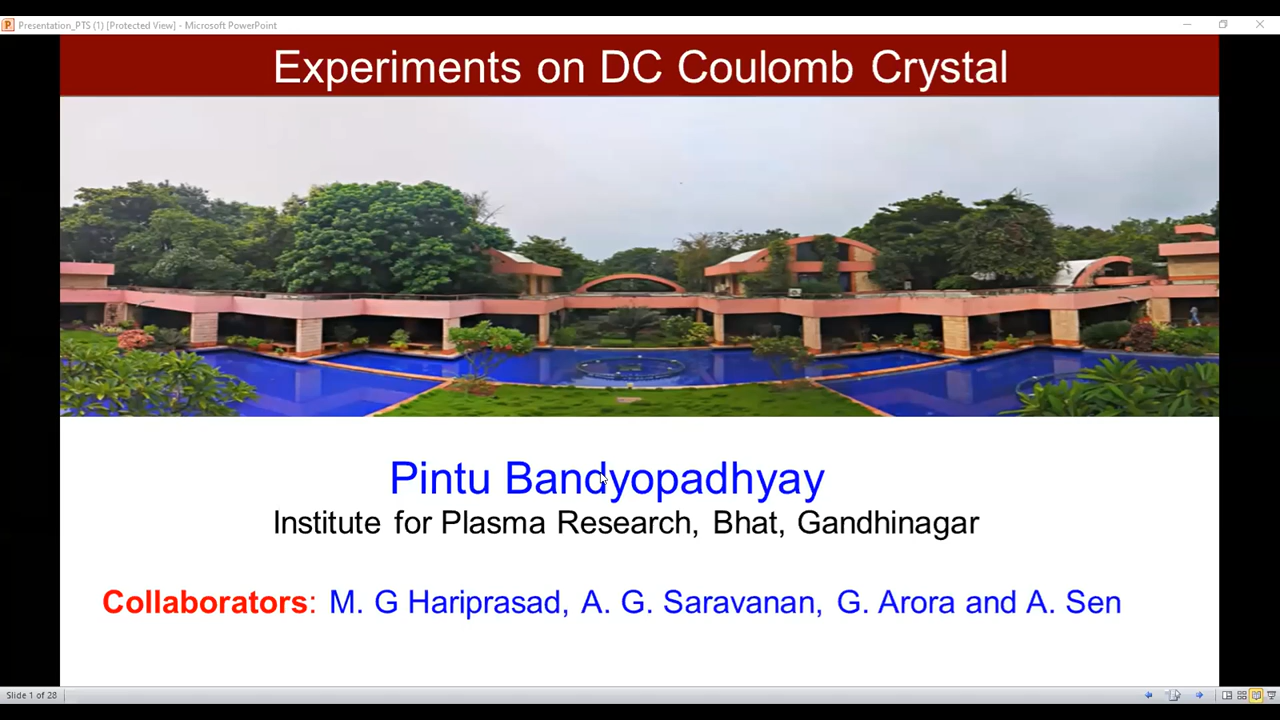 Presentation_PTS (1) [Protected View] - Microsoft PowerPoint
Experiments on DC Coulomb Crystal
Pintu Bandyopadhyay
Institute for Plasma Research, Bhat, Gandhinagar
Collaborators: M. G Hariprasad, A. G. Saravanan, G. Arora and A. Sen
Slide 1 of 28